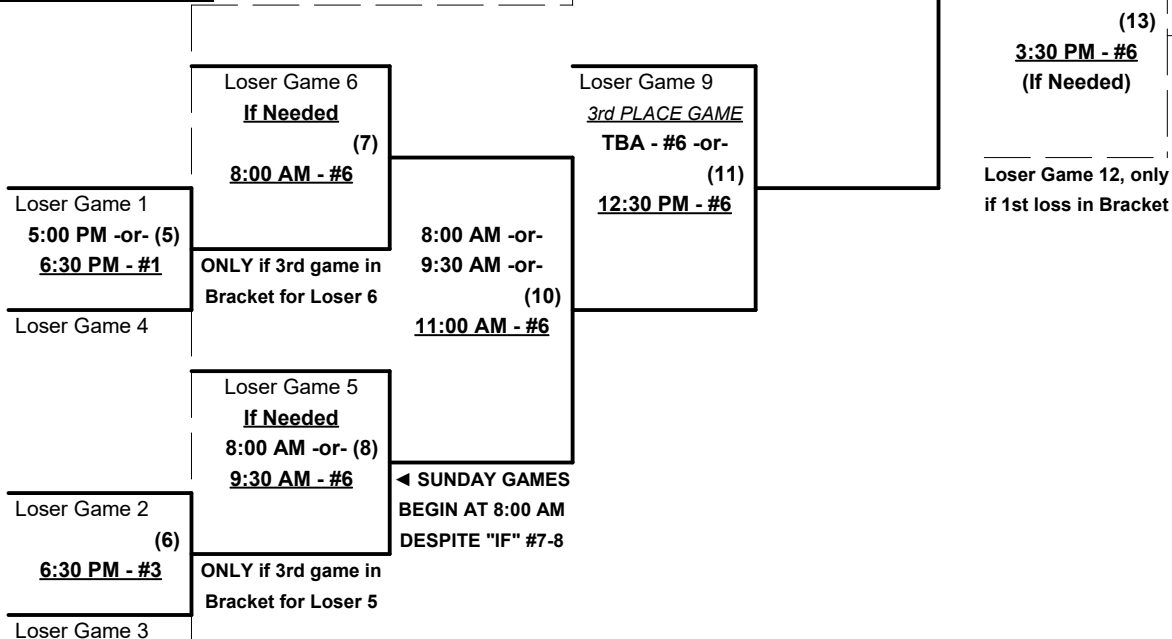 Loser Game 1
5:00 PM -or- (5)
6:30 PM - #1
Loser Game 4
Loser Game 2
(6)
6:30 PM - #3
Loser Game 3
Loser Game 6
If Needed
(7)
8:00 AM - #6
ONLY if 3rd game in
Bracket for Loser 6
Loser Game 5
If Needed
8:00 AM -or- (8)
9:30 AM - #6
ONLY if 3rd game in
Bracket for Loser 5
8:00 AM -or-
9:30 AM -or-
(10)
11:00 AM - #6
◄ SUNDAY GAMES
BEGIN AT 8:00 AM
DESPITE "IF" #7-8
Loser Game 9
3rd PLACE GAME
TBA - #6 -or-
(11)
12:30 PM - #6
(13)
3:30 PM - #6
(If Needed)
Loser Game 12, only
if 1st loss in Bracket